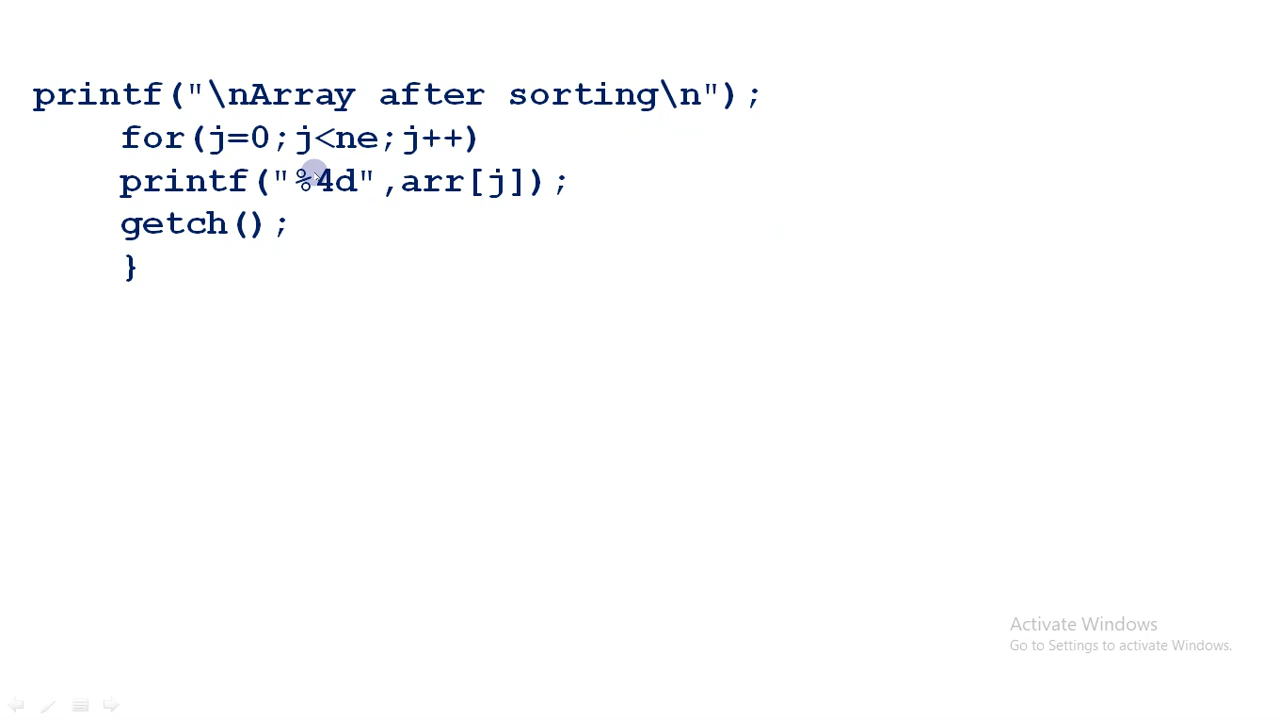 printf("\nArray after sorting\n");
for(j=0;j<ne;j++)
printf("%4d",arr[j]);
getch();
}
Activate Windows
Go to Settings to activate Windows.